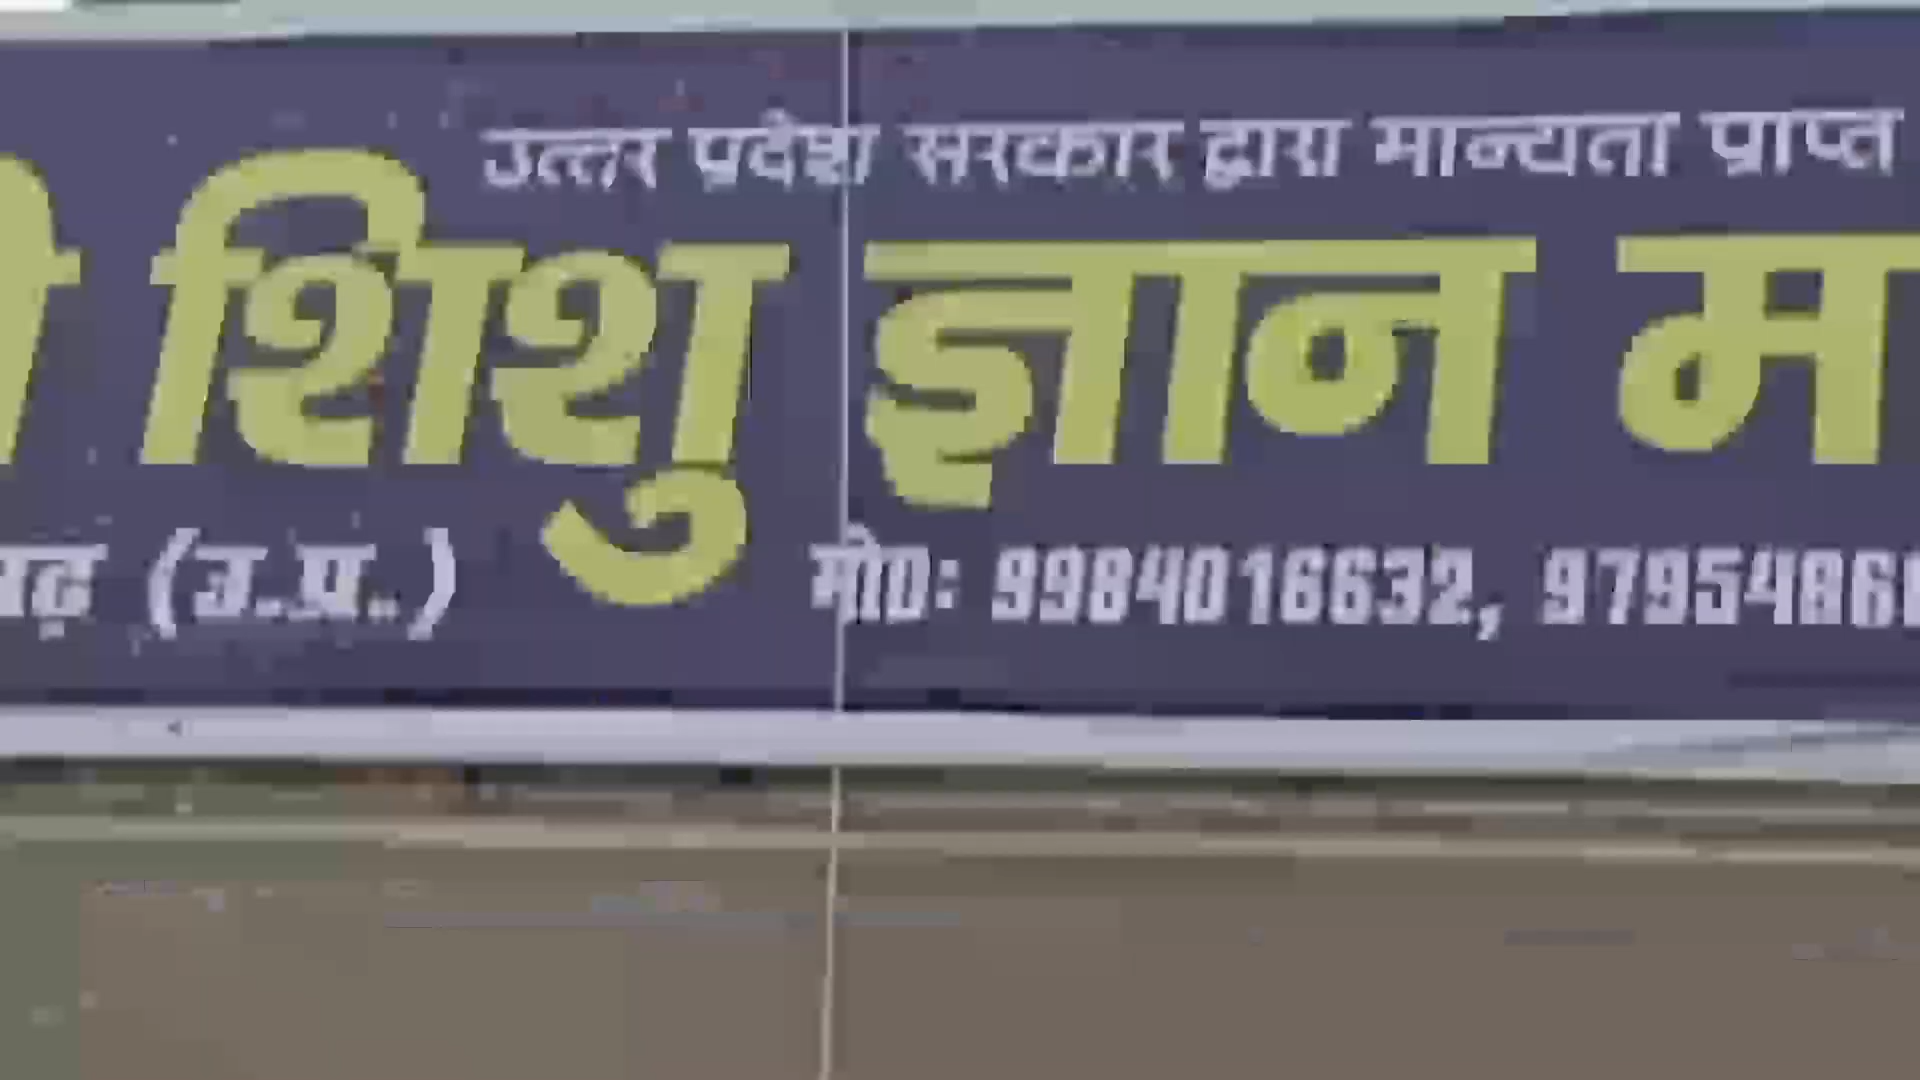 उत्तर प्रदेश सरकार द्वारा मान्यता प्राप्त
शिशु ज्ञान
(उ.प्र.) मो0: 9984016632,